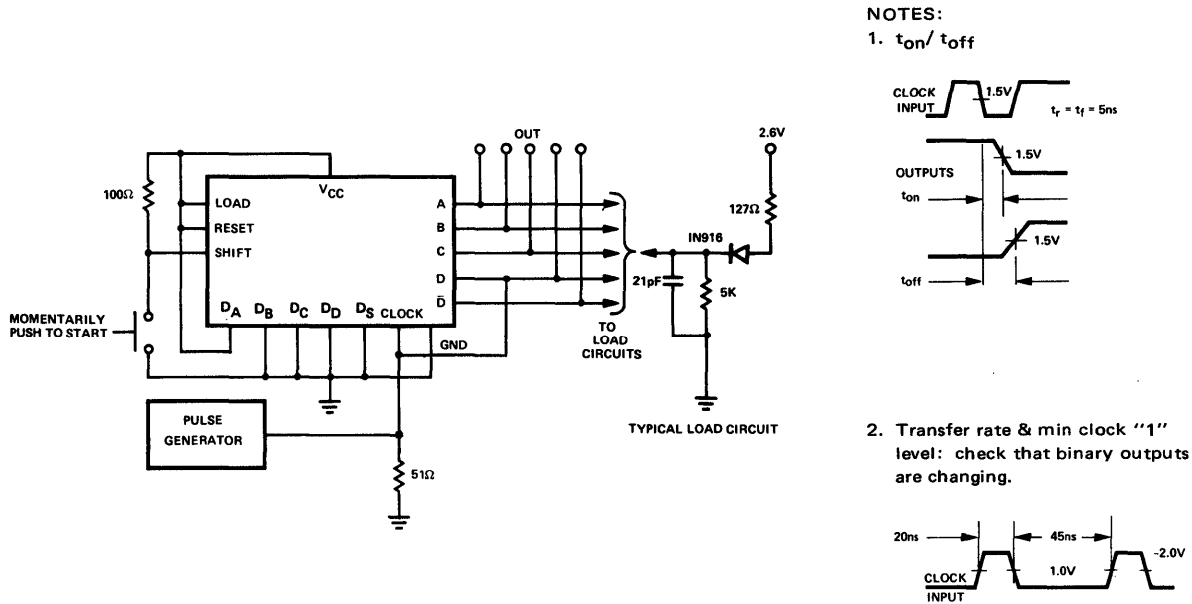 NOTES:
1. ton/ toff
CLOCK
INPUT
1.5V
tr = tf = 5ns
OUTPUTS
1.5V
ton
1.5V
toff
OUT
2.6V
100Ω
VCC
LOAD
RESET
SHIFT
A
B
C
D
D̄
127Ω
IN916
21pF
5K
DA DB DC DD DS CLOCK
GND
MOMENTARILY
PUSH TO START
TO
LOAD
CIRCUITS
PULSE
GENERATOR
51Ω
TYPICAL LOAD CIRCUIT
2. Transfer rate & min clock "1"
level: check that binary outputs
are changing.
20ns
45ns
-2.0V
1.0V
CLOCK
INPUT